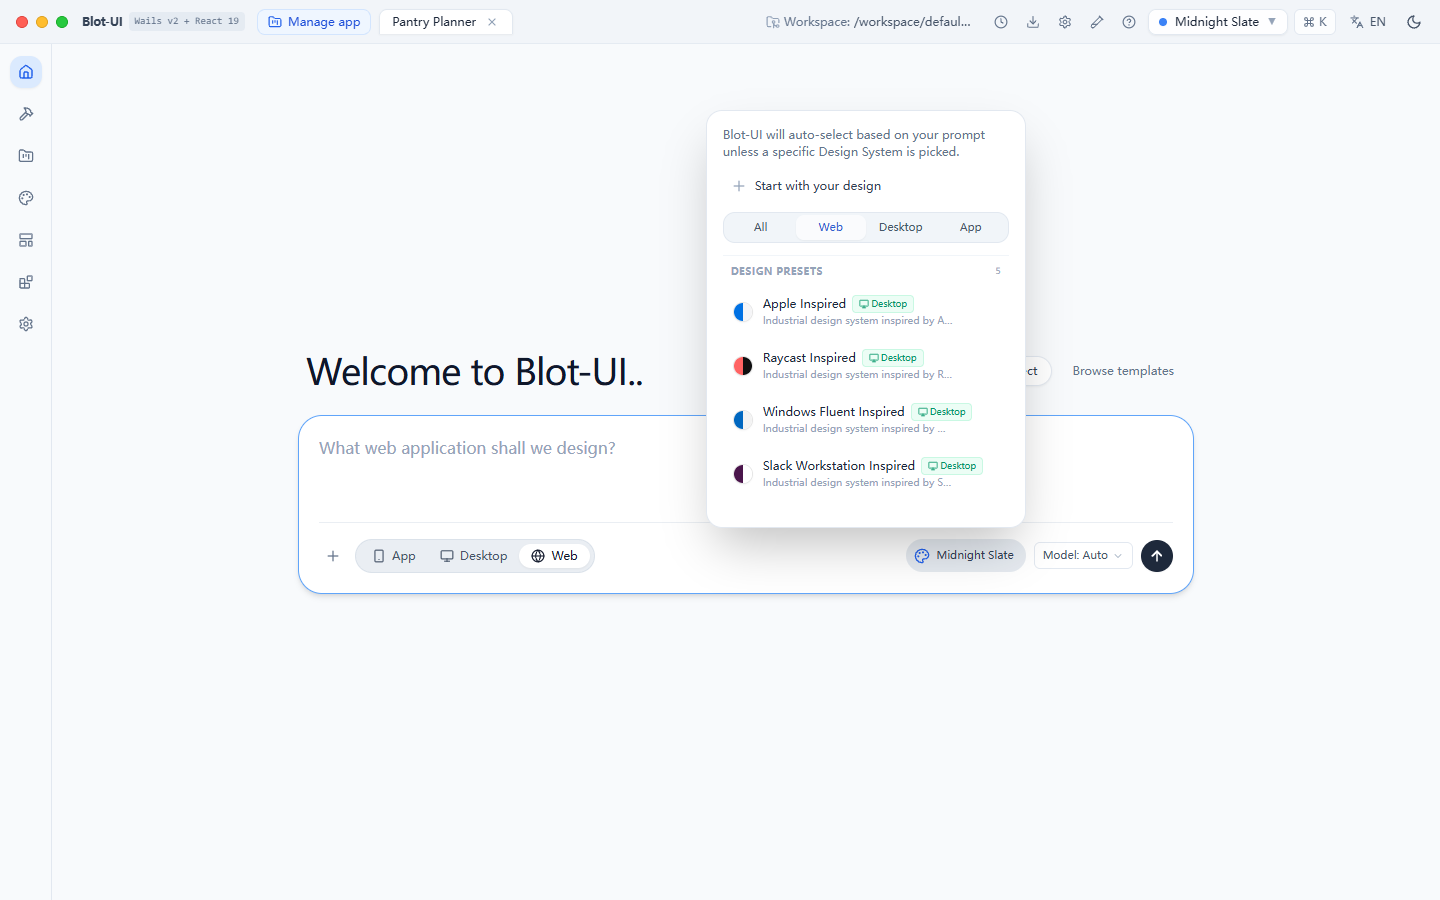 Blot-UI
Wails v2 + React 19
Manage app
Pantry Planner
Workspace: /workspace/defaul...
Midnight Slate
⌘ K
EN
Blot-UI will auto-select based on your prompt
unless a specific Design System is picked.
Start with your design
All
Web
Desktop
App
DESIGN PRESETS
5
Apple Inspired
Desktop
Industrial design system inspired by A...
Raycast Inspired
Desktop
Industrial design system inspired by R...
Windows Fluent Inspired
Desktop
Industrial design system inspired by ...
Slack Workstation Inspired
Desktop
Industrial design system inspired by S...
Welcome to Blot-UI..
ct
Browse templates
What web application shall we design?
App
Desktop
Web
Midnight Slate
Model: Auto